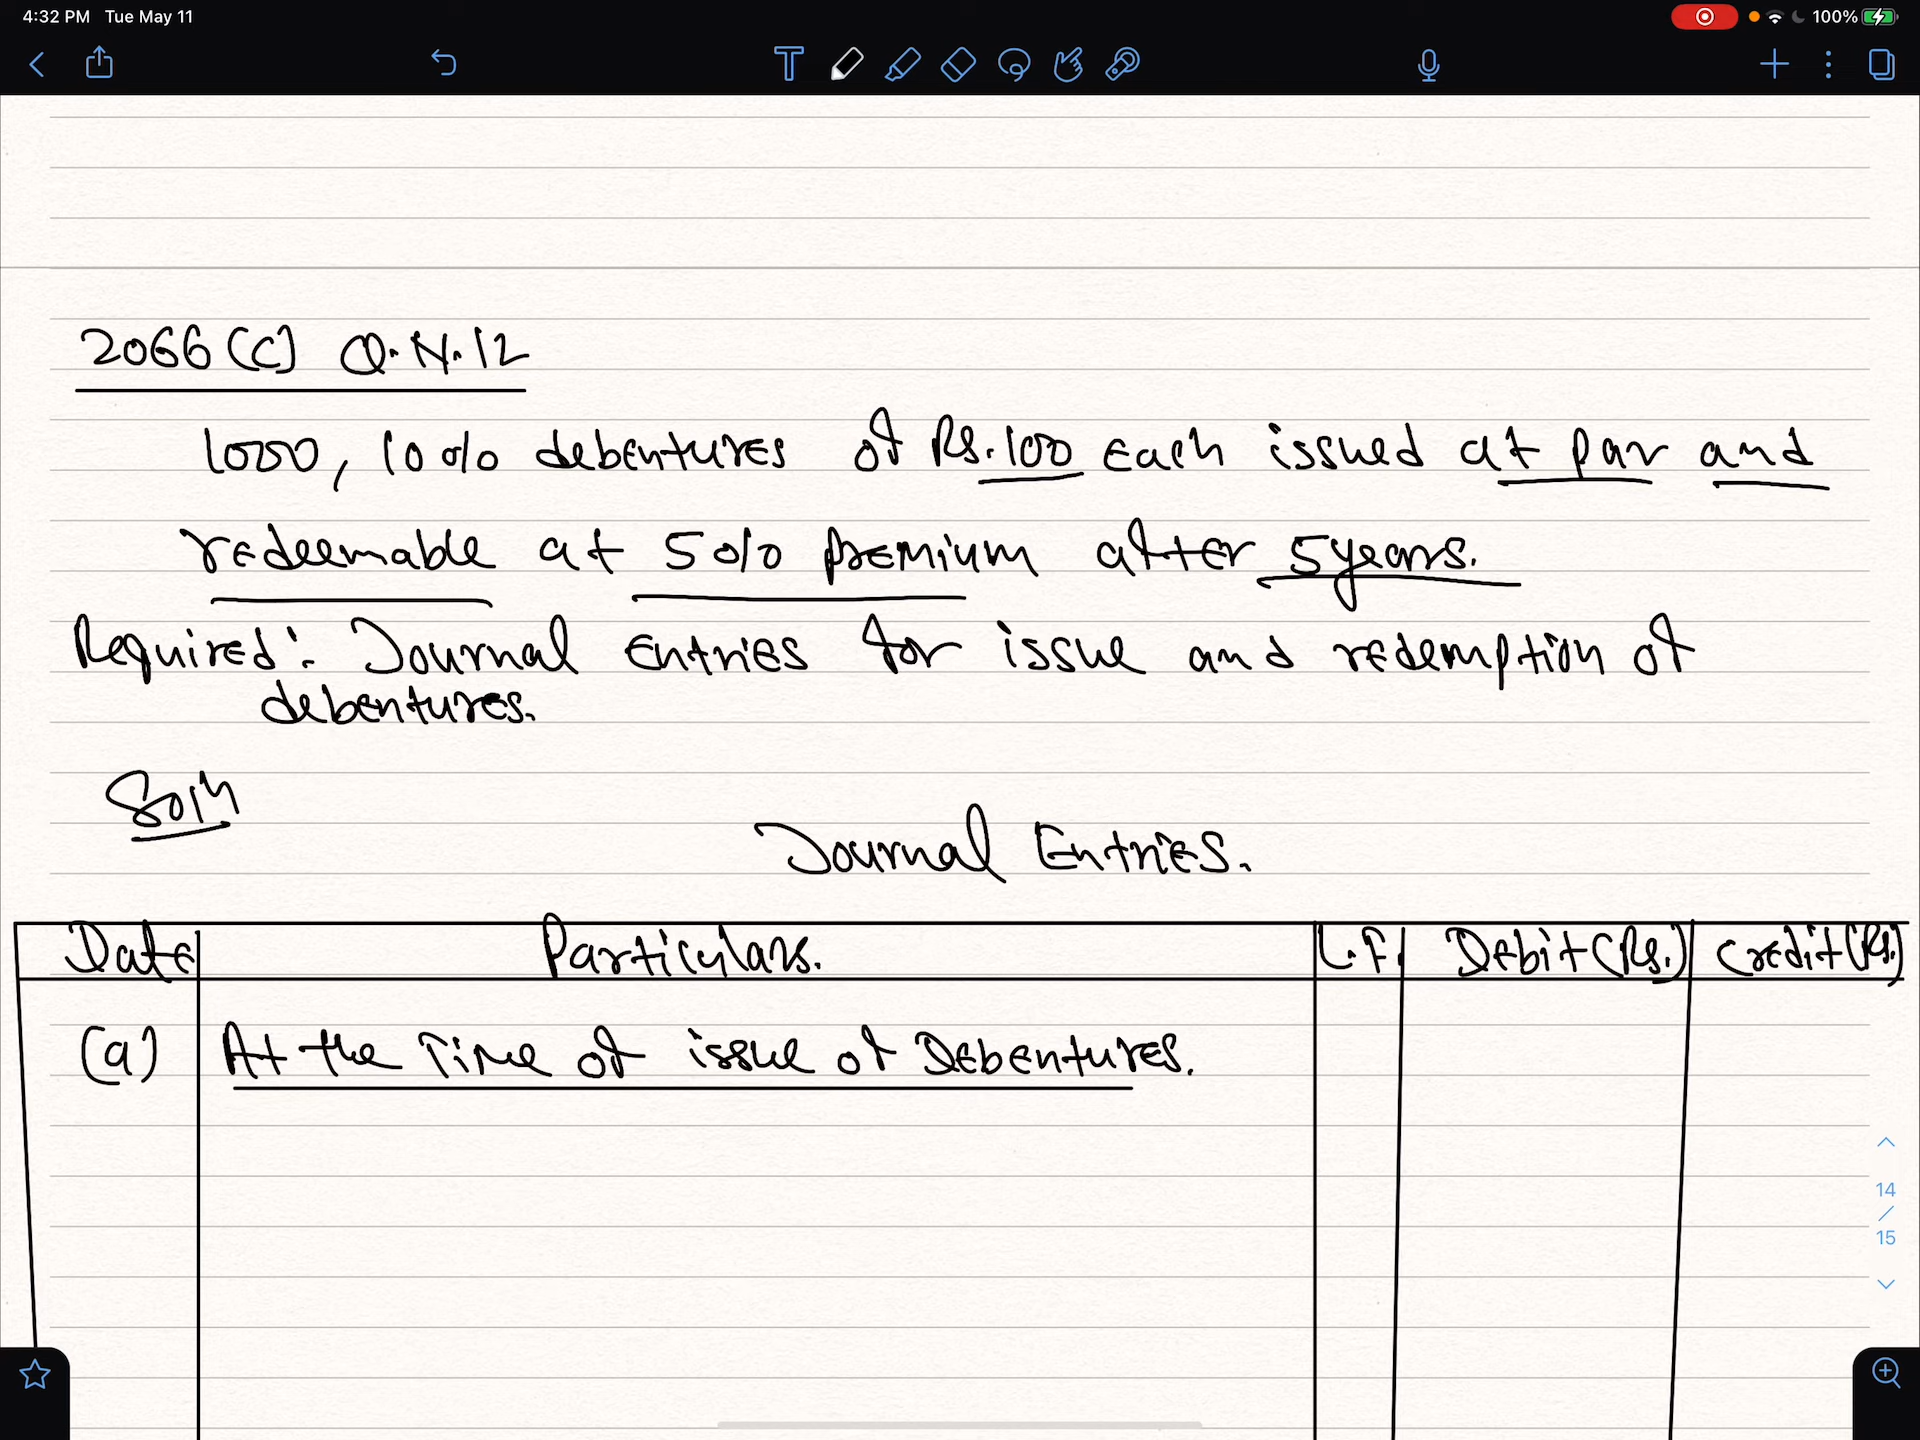 4:32 PM Tue May 11
100%
2066 (C) Q.N.12
1000, 10% debentures of Rs.100 Each issued at par and
redeemable at 5% premium after 5years.
Required: Journal Entries for issue and redemption of
debentures.
Soln
Journal Entries.
Date Particulars. L.F. Debit(Rs.) Credit(Rs.)
(a) At the Time of issue of Debentures.
14
/
15